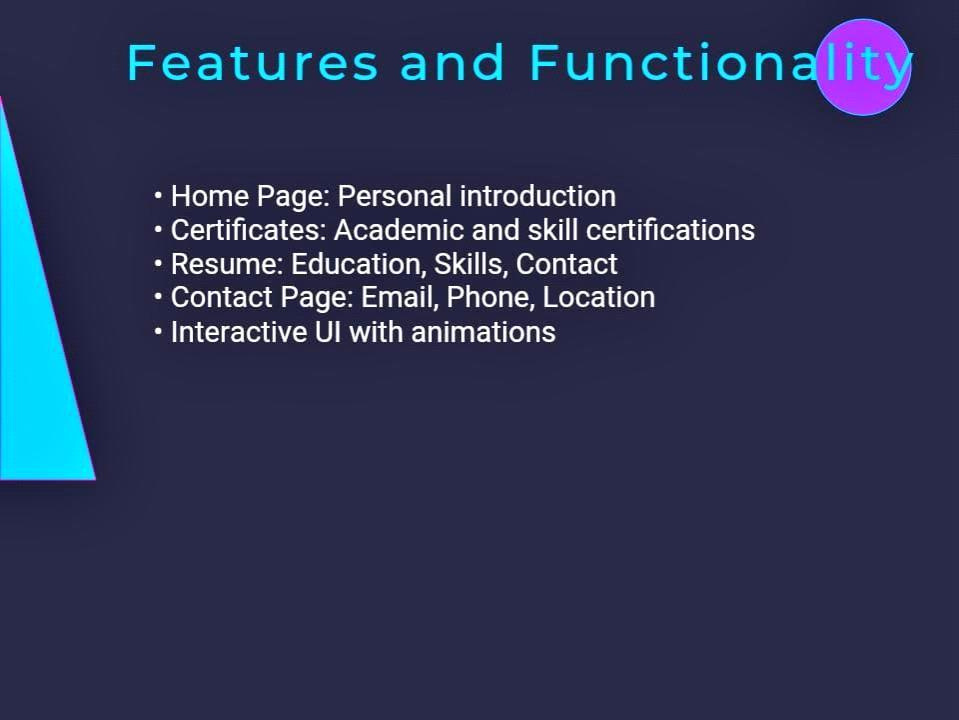 Features and Functionality
• Home Page: Personal introduction
• Certificates: Academic and skill certifications
• Resume: Education, Skills, Contact
• Contact Page: Email, Phone, Location
• Interactive UI with animations